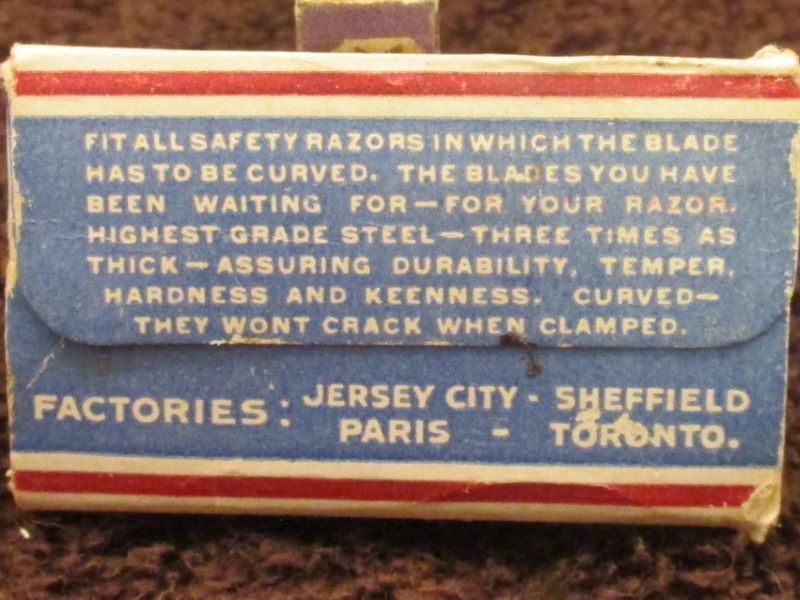 FIT ALL SAFETY RAZORS IN WHICH THE BLADE
HAS TO BE CURVED. THE BLADES YOU HAVE
BEEN WAITING FOR—FOR YOUR RAZOR.
HIGHEST GRADE STEEL—THREE TIMES AS
THICK—ASSURING DURABILITY, TEMPER,
HARDNESS AND KEENNESS. CURVED—
THEY WONT CRACK WHEN CLAMPED.
FACTORIES: JERSEY CITY - SHEFFIELD
PARIS - TORONTO.